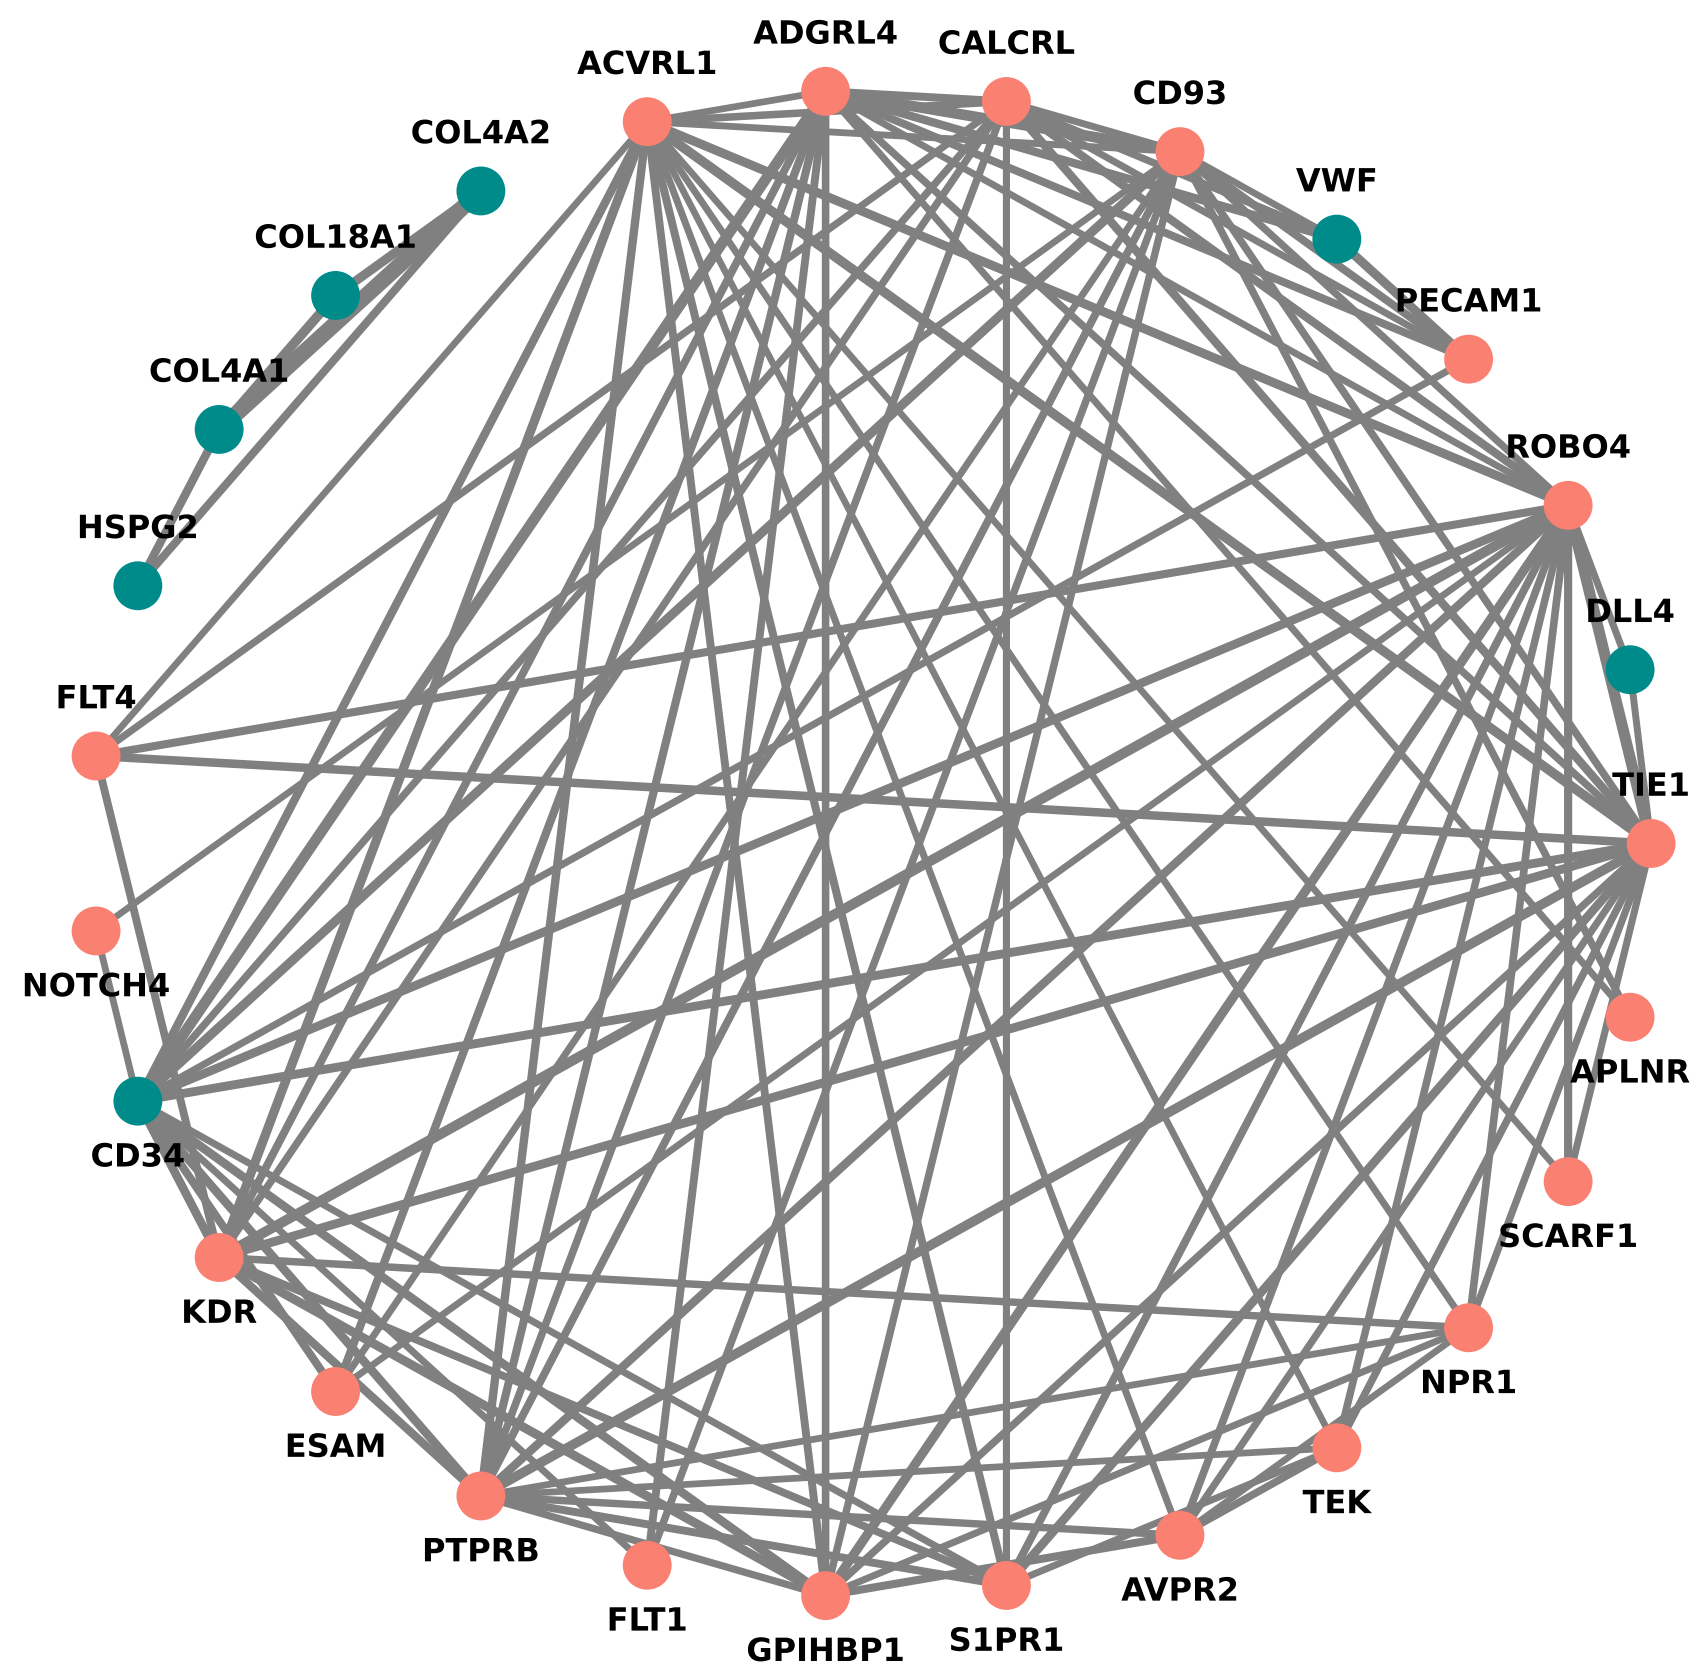 ADGRL4
CALCRL
ACVRL1
CD93
COL4A2
VWF
COL18A1
PECAM1
COL4A1
ROBO4
HSPG2
DLL4
FLT4
TIE1
NOTCH4
APLNR
CD34
SCARF1
KDR
NPR1
ESAM
TEK
PTPRB
AVPR2
FLT1
S1PR1
GPIHBP1